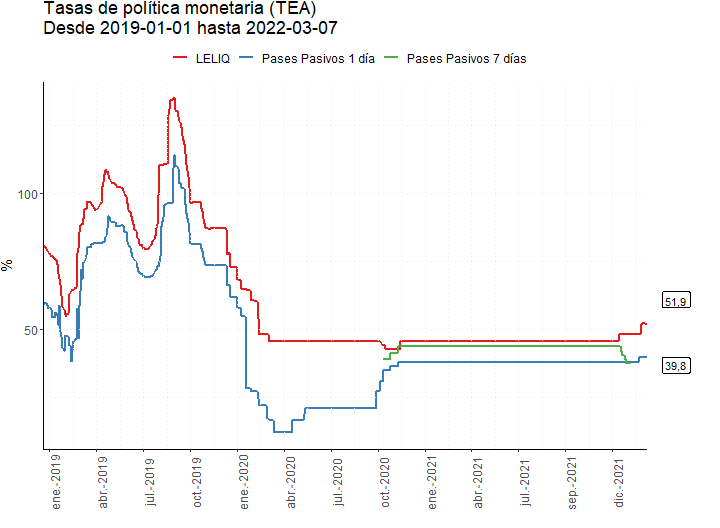 Tasas de política monetaria (TEA)
Desde 2019-01-01 hasta 2022-03-07
LELIQ Pases Pasivos 1 día Pases Pasivos 7 días
%
100
50
51,9
39,8
ene.-2019
abr.-2019
jul.-2019
oct.-2019
ene.-2020
abr.-2020
jul.-2020
oct.-2020
ene.-2021
abr.-2021
jun.-2021
sep.-2021
dic.-2021